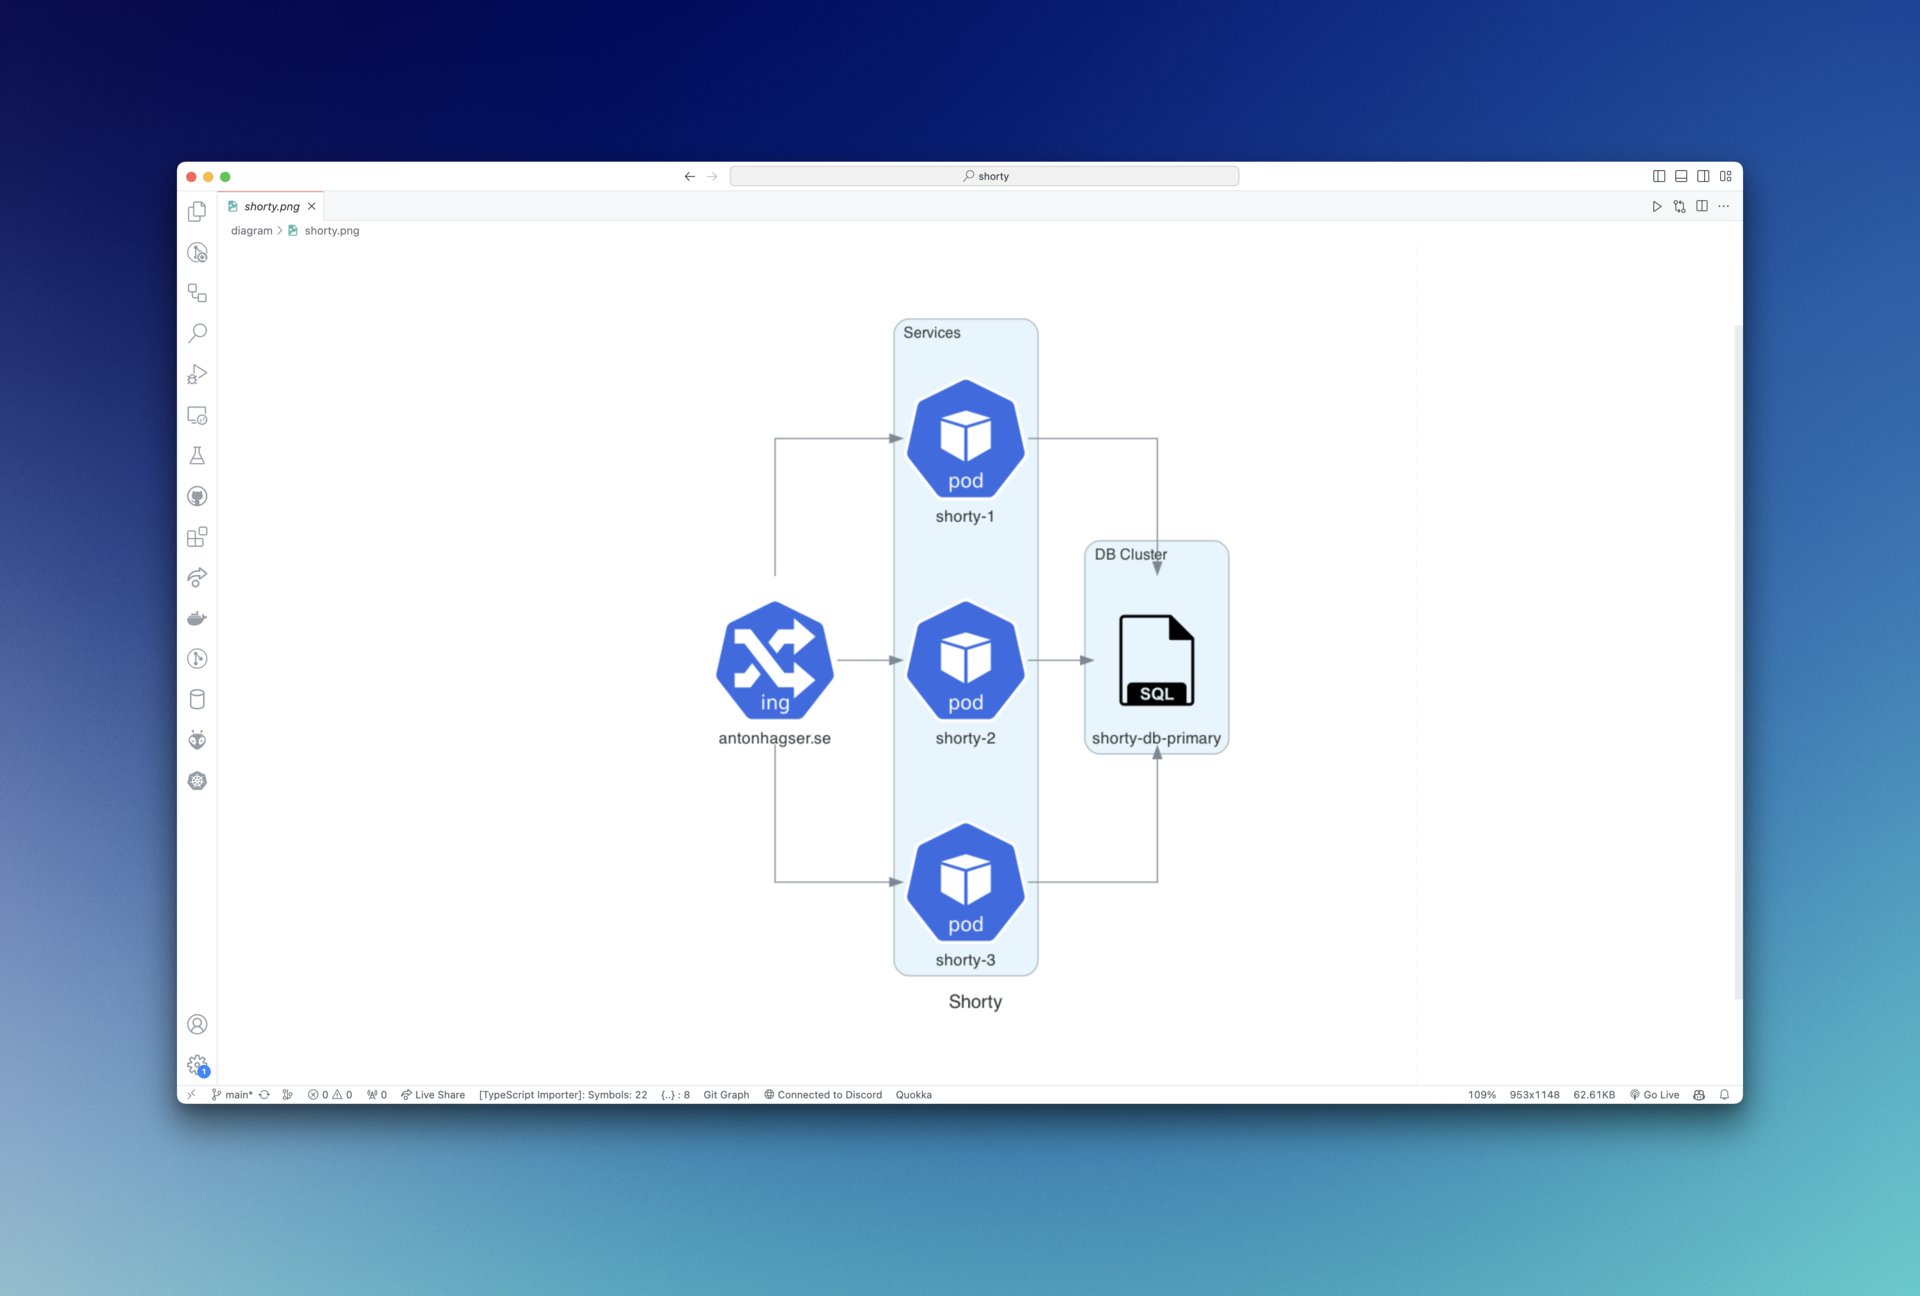 shorty
shorty.png
diagram > shorty.png
Services
pod
shorty-1
DB Cluster
ing
antonhagser.se
pod
shorty-2
SQL
shorty-db-primary
pod
shorty-3
Shorty
1
main* 0 0 0 Live Share [TypeScript Importer]: Symbols: 22 {..} : 8 Git Graph Connected to Discord Quokka 109% 953x1148 62.61KB Go Live